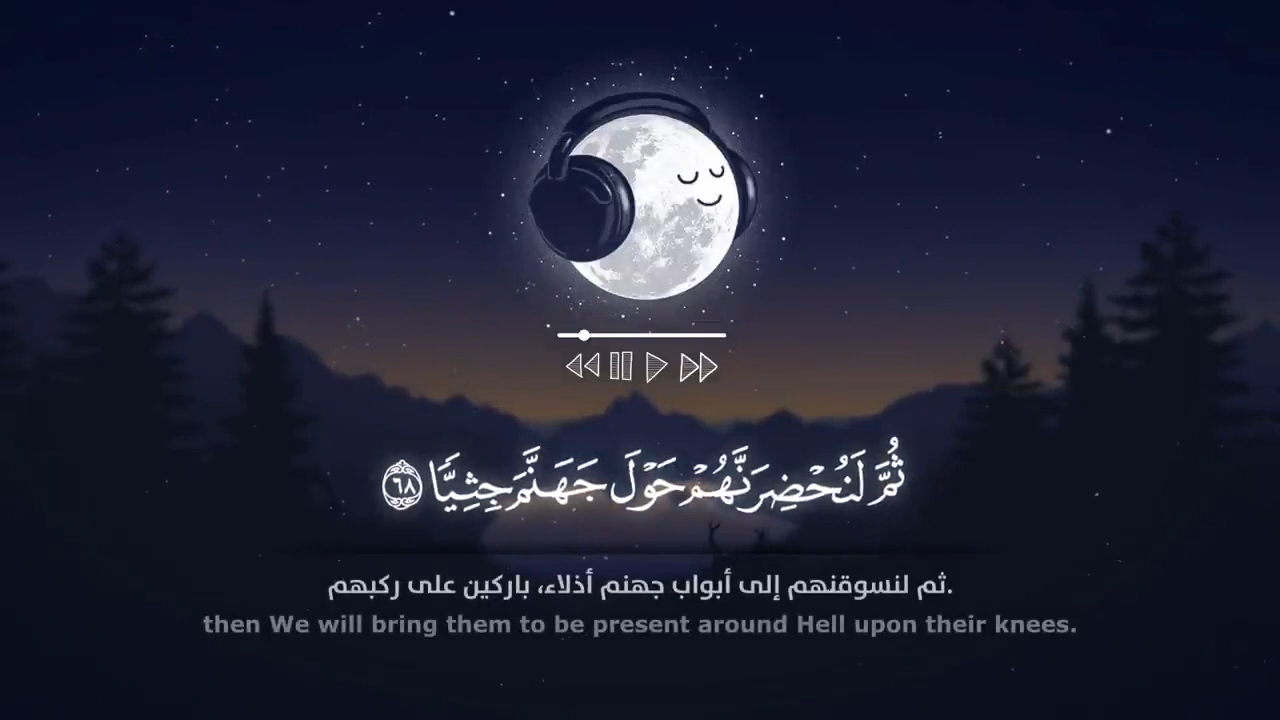 ثُمَّ لَنُحْضِرَنَّهُمْ حَوْلَ جَهَنَّمَ جِثِيًّا ٦٨
ثم لنسوقنهم إلى أبواب جهنم أذلاء، باركين على ركبهم.
then We will bring them to be present around Hell upon their knees.